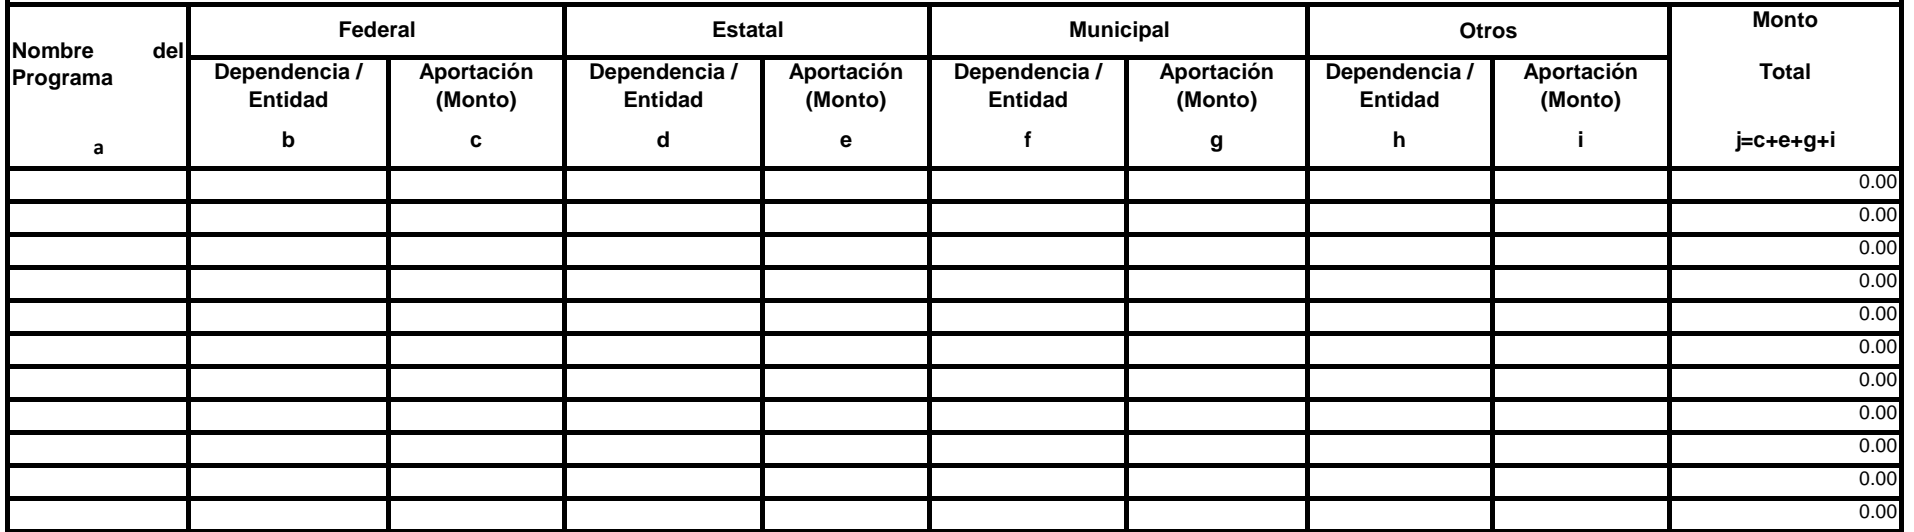 Nombre del
Programa
a
Federal
Estatal
Municipal
Otros
Monto
Total
j=c+e+g+i
Dependencia /
Entidad
b
Aportación
(Monto)
c
Dependencia /
Entidad
d
Aportación
(Monto)
e
Dependencia /
Entidad
f
Aportación
(Monto)
g
Dependencia /
Entidad
h
Aportación
(Monto)
i
0.00
0.00
0.00
0.00
0.00
0.00
0.00
0.00
0.00
0.00
0.00